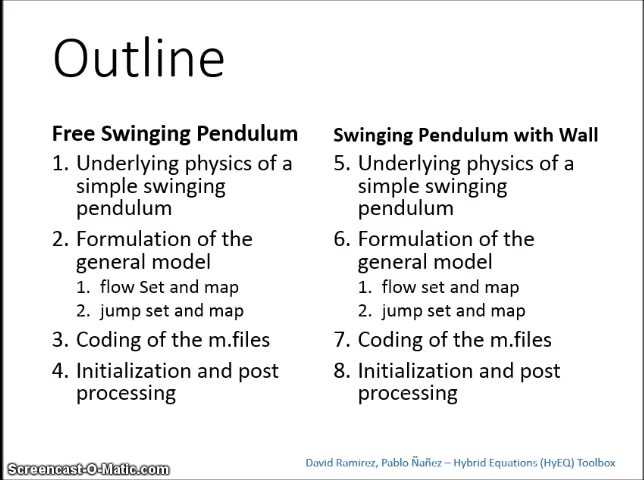 Outline
Free Swinging Pendulum
1. Underlying physics of a
simple swinging
pendulum
2. Formulation of the
general model
1. flow Set and map
2. jump set and map
3. Coding of the m.files
4. Initialization and post
processing
Swinging Pendulum with Wall
5. Underlying physics of a
simple swinging
pendulum
6. Formulation of the
general model
1. flow set and map
2. jump set and map
7. Coding of the m.files
8. Initialization and post
processing
David Ramirez, Pablo Ñañez – Hybrid Equations (HyEQ) Toolbox
Screencast-O-Matic.com